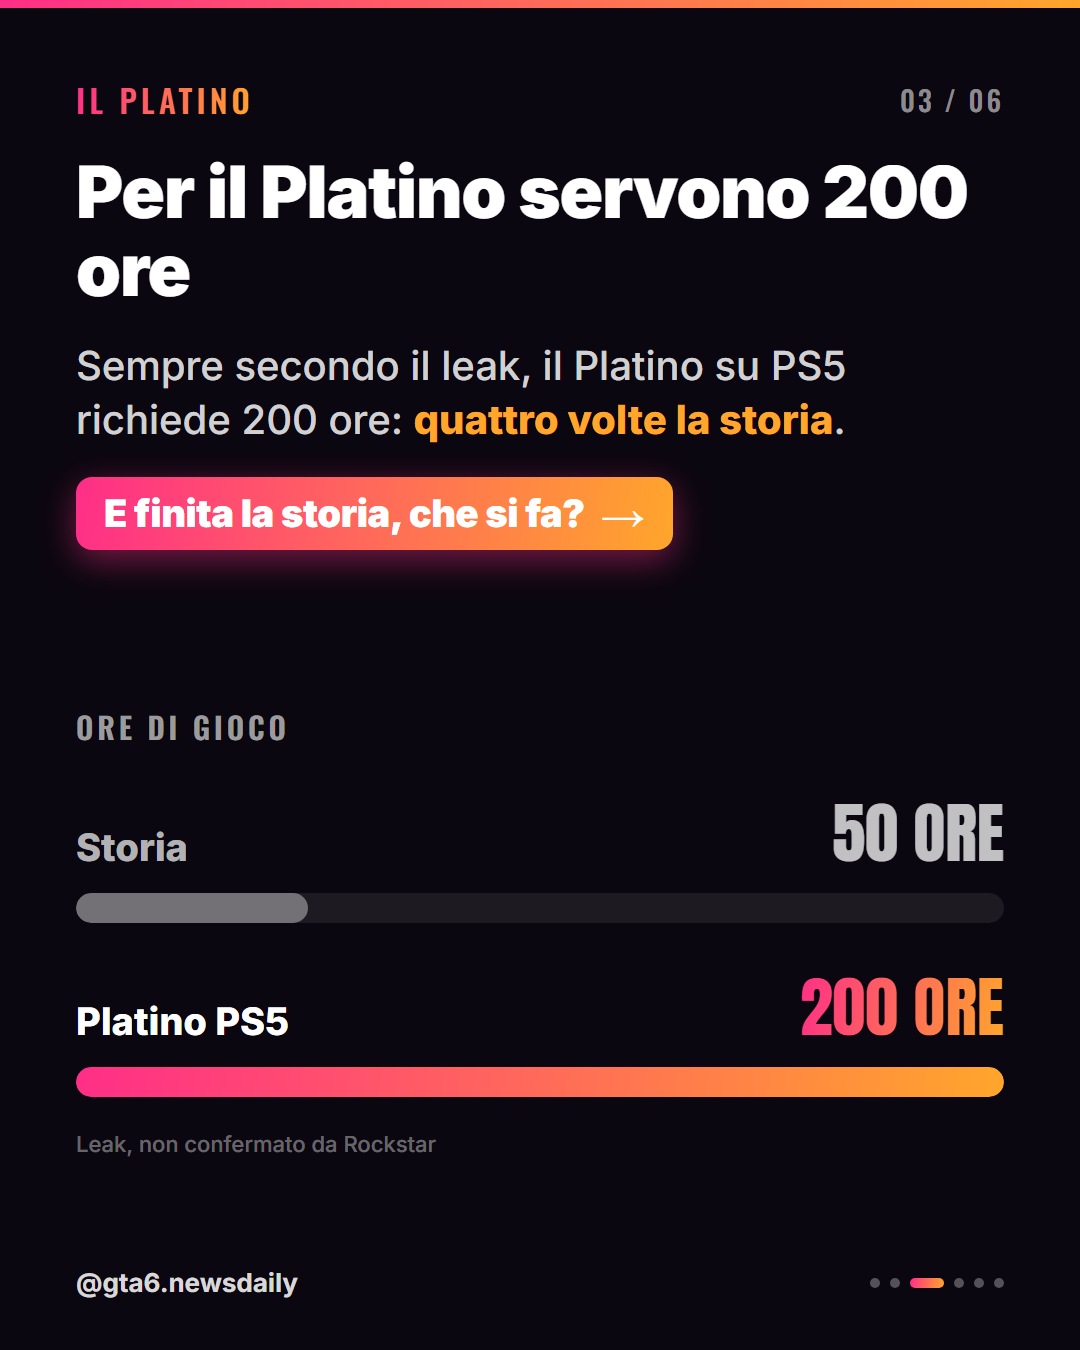 IL PLATINO
03 / 06
Per il Platino servono 200
ore
Sempre secondo il leak, il Platino su PS5
richiede 200 ore: quattro volte la storia.
E finita la storia, che si fa? →
ORE DI GIOCO
Storia
50 ORE
Platino PS5
200 ORE
Leak, non confermato da Rockstar
@gta6.newsdaily